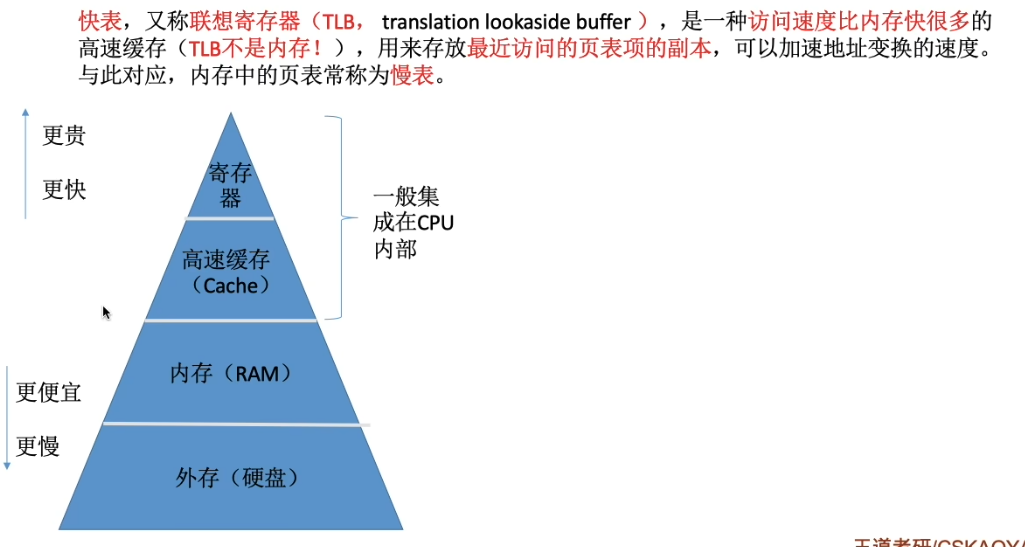 快表，又称联想寄存器（TLB， translation lookaside buffer ），是一种访问速度比内存快很多的
高速缓存（TLB不是内存！），用来存放最近访问的页表项的副本，可以加速地址变换的速度。
与此对应，内存中的页表常称为慢表。
更贵
更快
寄存
器
高速缓存
（Cache）
一般集
成在CPU
内部
内存（RAM）
更便宜
更慢
外存（硬盘）
王道考研/CSKAOY